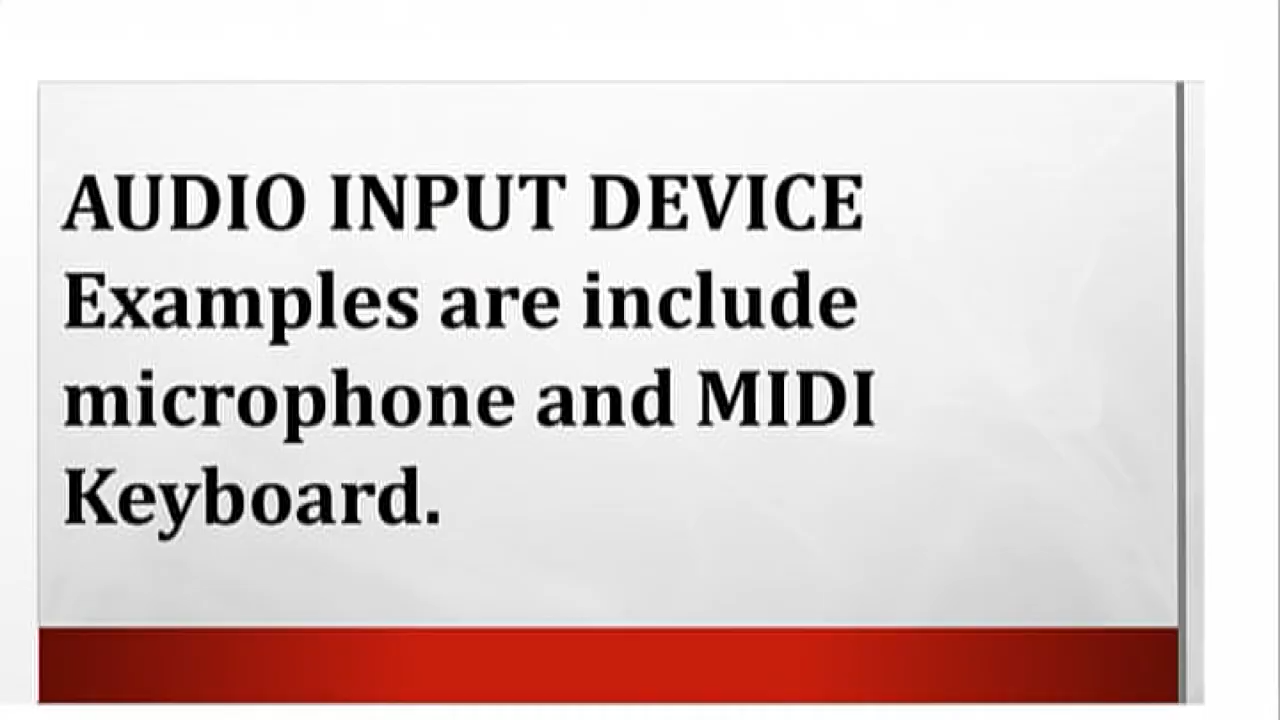 AUDIO INPUT DEVICE
Examples are include
microphone and MIDI
Keyboard.